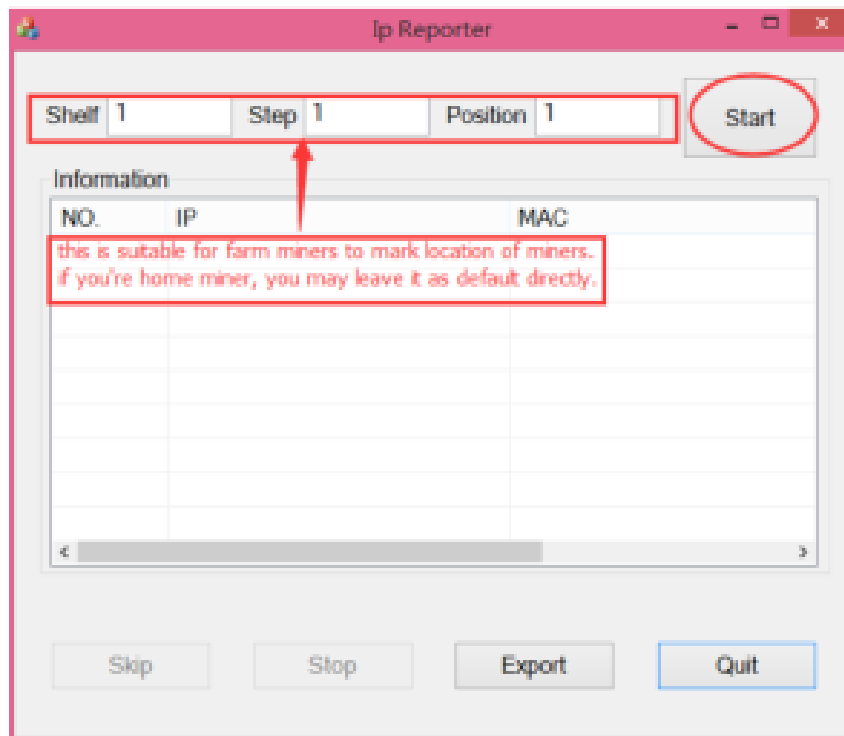 Ip Reporter
Shelf 1 Step 1 Position 1 Start
Information
NO. IP MAC
this is suitable for farm miners to mark location of miners.
if you're home miner, you may leave it as default directly.
Skip Stop Export Quit